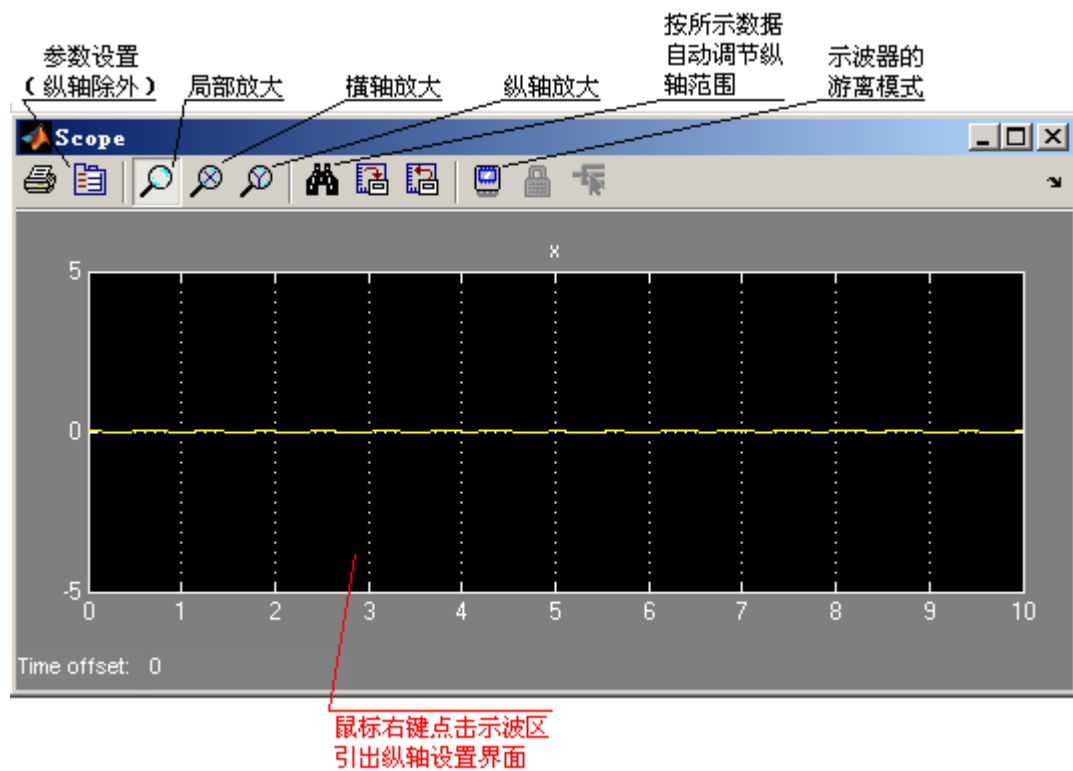 参数设置
（纵轴除外）
局部放大
横轴放大
纵轴放大
按所示数据
自动调节纵
轴范围
示波器的
游离模式
Scope
x
5
0
-5
0 1 2 3 4 5 6 7 8 9 10
Time offset: 0
鼠标右键点击示波区
引出纵轴设置界面